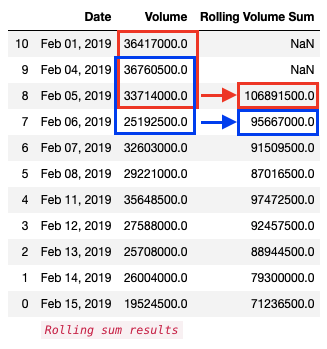 Date Volume Rolling Volume Sum
10 Feb 01, 2019 36417000.0 NaN
9 Feb 04, 2019 36760500.0 NaN
8 Feb 05, 2019 33714000.0 106891500.0
7 Feb 06, 2019 25192500.0 95667000.0
6 Feb 07, 2019 32603000.0 91509500.0
5 Feb 08, 2019 29221000.0 87016500.0
4 Feb 11, 2019 35648500.0 97472500.0
3 Feb 12, 2019 27588000.0 92457500.0
2 Feb 13, 2019 25708000.0 88944500.0
1 Feb 14, 2019 26004000.0 79300000.0
0 Feb 15, 2019 19524500.0 71236500.0
Rolling sum results